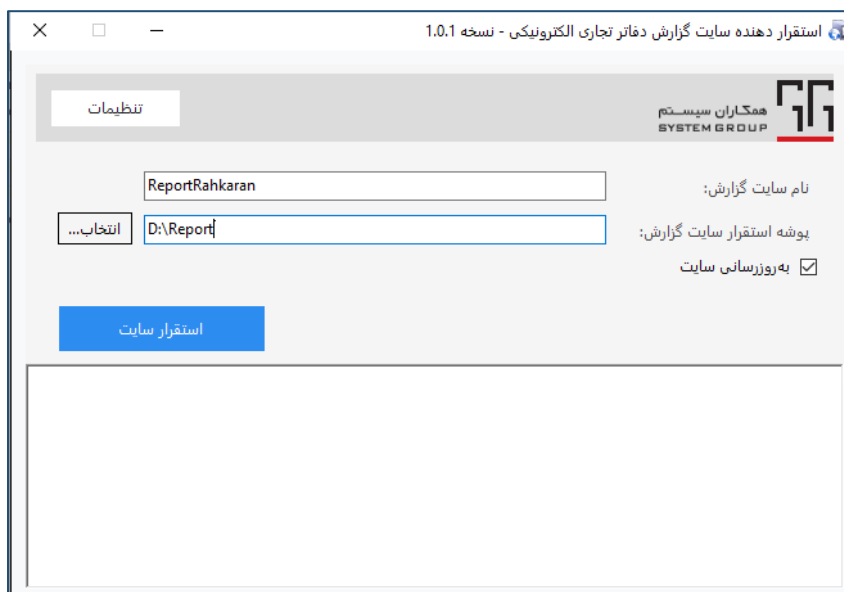 استقرار دهنده سایت گزارش دفاتر تجاری الکترونیکی - نسخه 1.0.1
همکاران سیستم
SYSTEM GROUP
تنظیمات
نام سایت گزارش:
ReportRahkaran
پوشه استقرار سایت گزارش:
D:\Report
انتخاب...
به‌روزرسانی سایت
استقرار سایت